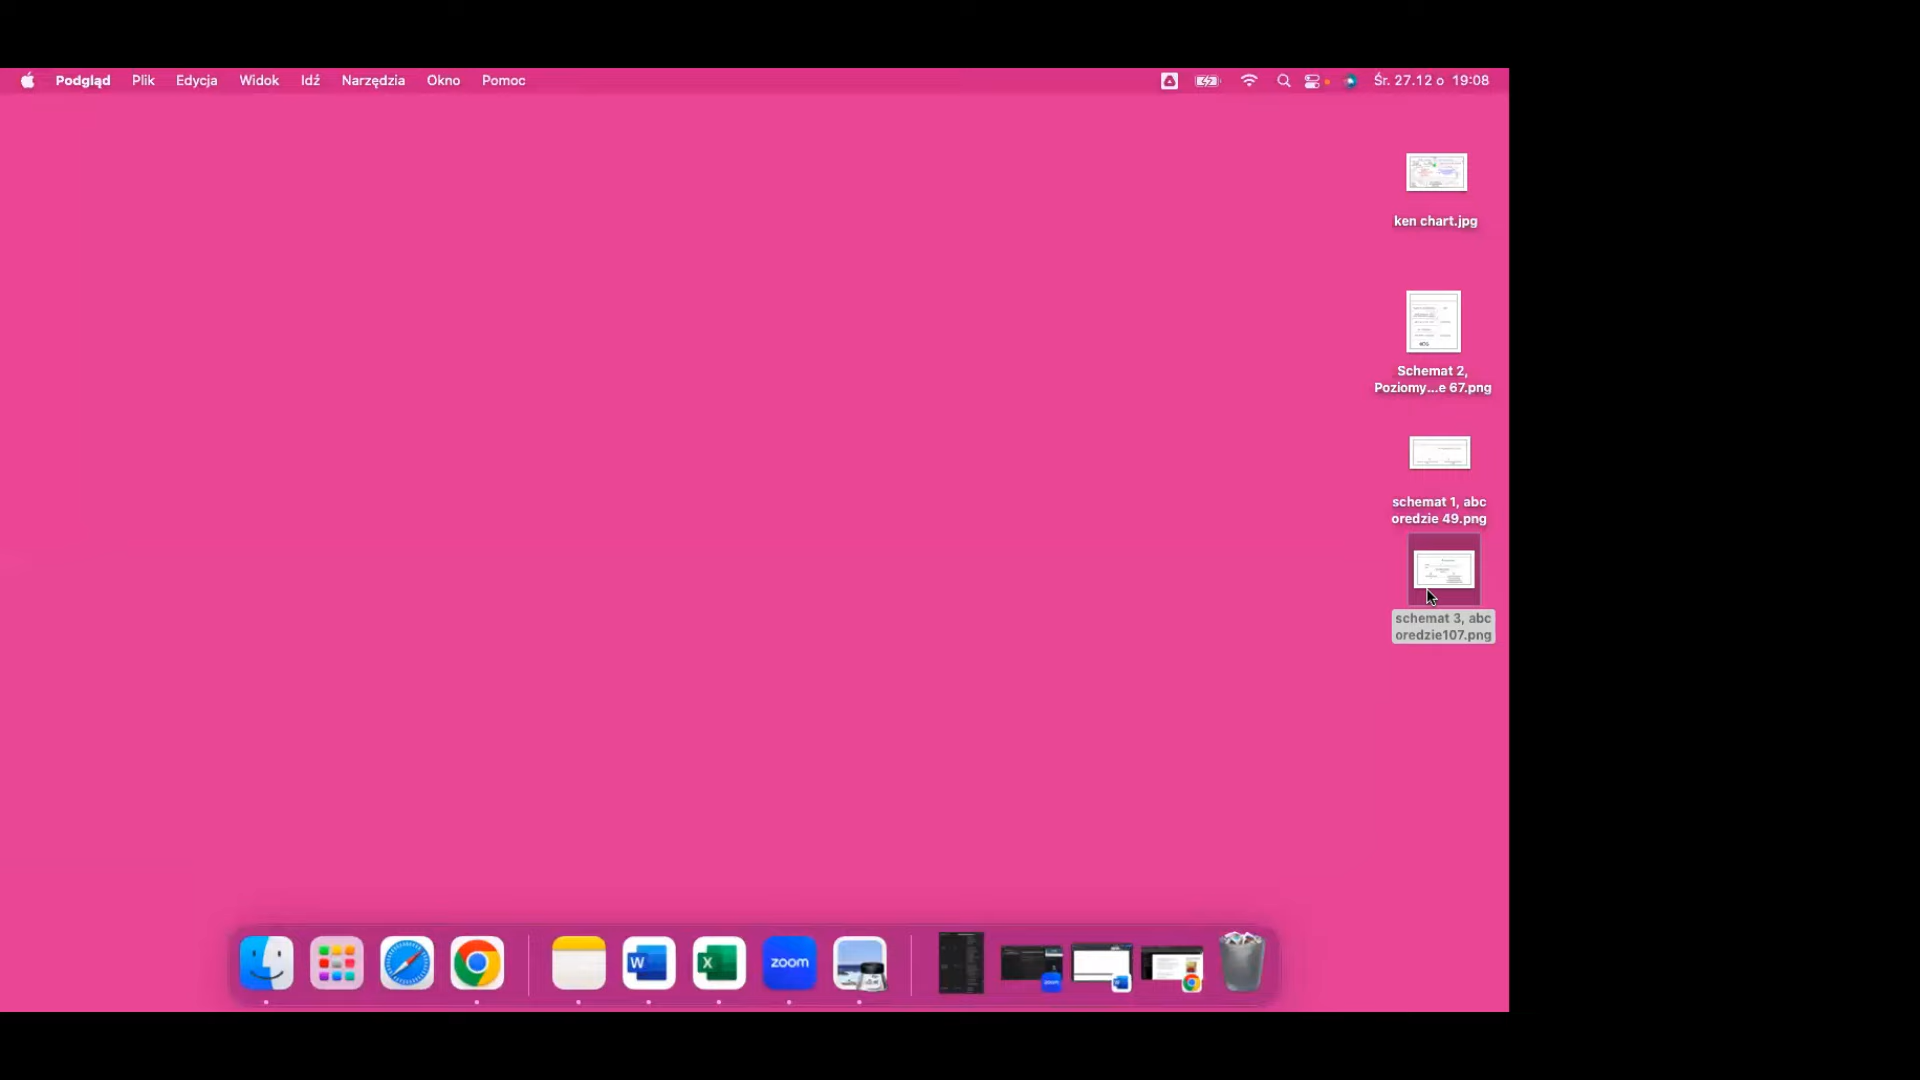 Podgląd Plik Edycja Widok Idź Narzędzia Okno Pomoc Śr. 27.12 o 19:08
ken chart.jpg
Schemat 2,
Poziomy...e 67.png
schemat 1, abc
oredzie 49.png
schemat 3, abc
oredzie107.png
W X zoom
zoom W